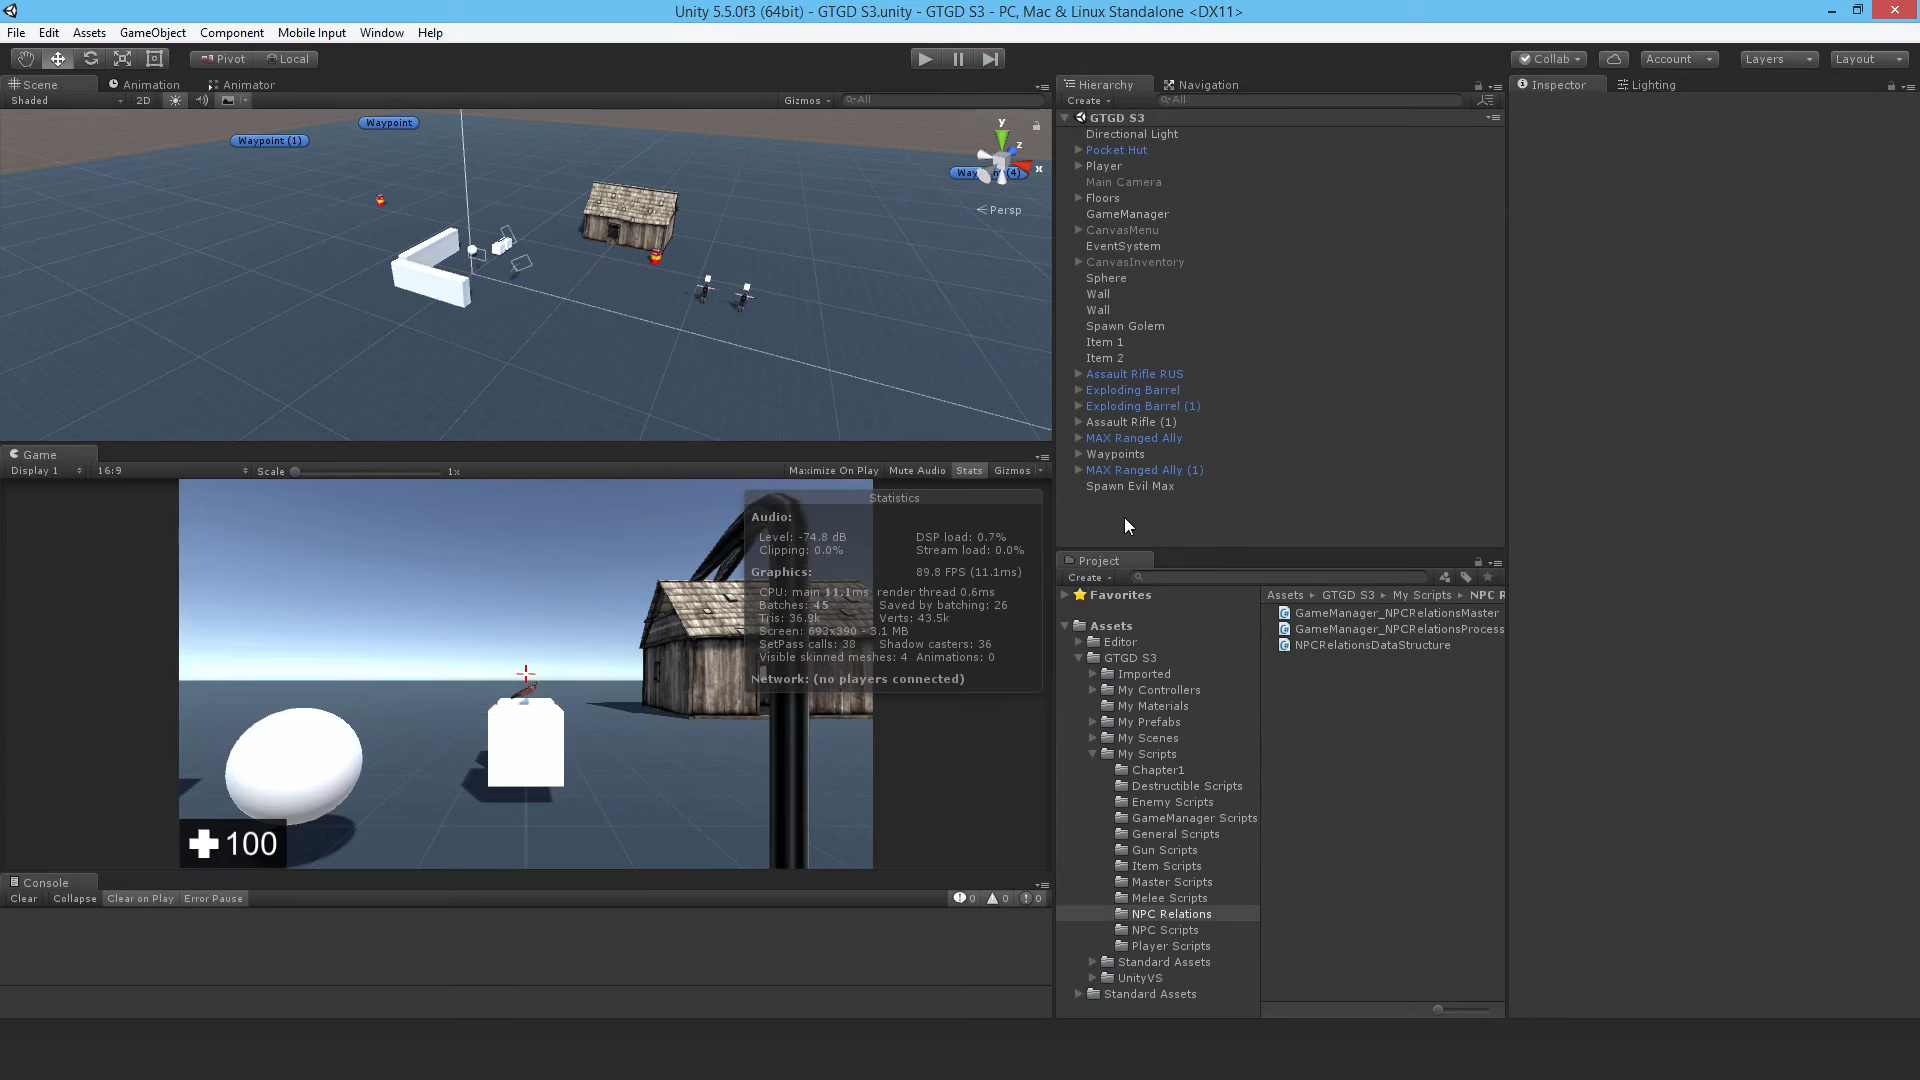 Unity 5.5.0f3 (64bit) - GTGD S3.unity - GTGD S3 - PC, Mac & Linux Standalone <DX11>
File Edit Assets GameObject Component Mobile Input Window Help
Pivot Local Collab Account Layers Layout
Scene Animation Animator
Shaded 2D Gizmos All
Waypoint
Waypoint (1)
y
z
x
(4)
Persp
Game
Display 1 16:9 Scale 1x Maximize On Play Mute Audio Stats Gizmos
Statistics
Audio:
Level: -74.8 dB DSP load: 0.7%
Clipping: 0.0% Stream load: 0.0%
Graphics: 89.8 FPS (11.1ms)
CPU: main 11.1ms render thread 0.6ms
Batches: 45 Saved by batching: 26
Tris: 36.9k Verts: 43.5k
Screen: 693x390 - 3.1 MB
SetPass calls: 38 Shadow casters: 36
Visible skinned meshes: 4 Animations: 0
Network: (no players connected)
100
Console
Clear Collapse Clear on Play Error Pause 0 0 0
Hierarchy Navigation
Create All
GTGD S3
Directional Light
Pocket Hut
Player
Main Camera
Floors
GameManager
CanvasMenu
EventSystem
CanvasInventory
Sphere
Wall
Wall
Spawn Golem
Item 1
Item 2
Assault Rifle RUS
Exploding Barrel
Exploding Barrel (1)
Assault Rifle (1)
MAX Ranged Ally
Waypoints
MAX Ranged Ally (1)
Spawn Evil Max
Project
Create
Favorites
Assets
Editor
GTGD S3
Imported
My Controllers
My Materials
My Prefabs
My Scenes
My Scripts
Chapter1
Destructible Scripts
Enemy Scripts
GameManager Scripts
General Scripts
Gun Scripts
Item Scripts
Master Scripts
Melee Scripts
NPC Relations
NPC Scripts
Player Scripts
Standard Assets
UnityVS
Standard Assets
Assets GTGD S3 My Scripts NPC R
GameManager_NPCRelationsMaster
GameManager_NPCRelationsProcess
NPCRelationsDataStructure
Inspector Lighting